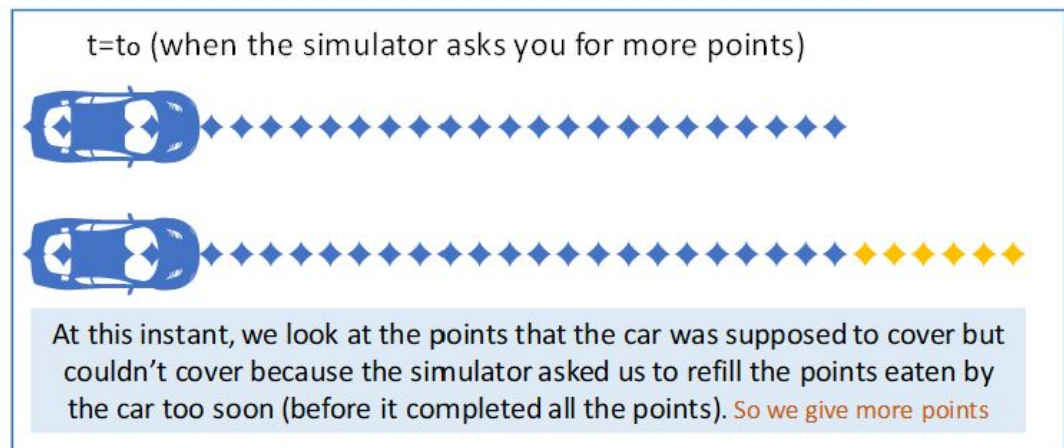 t=to (when the simulator asks you for more points)
At this instant, we look at the points that the car was supposed to cover but
couldn’t cover because the simulator asked us to refill the points eaten by
the car too soon (before it completed all the points). So we give more points